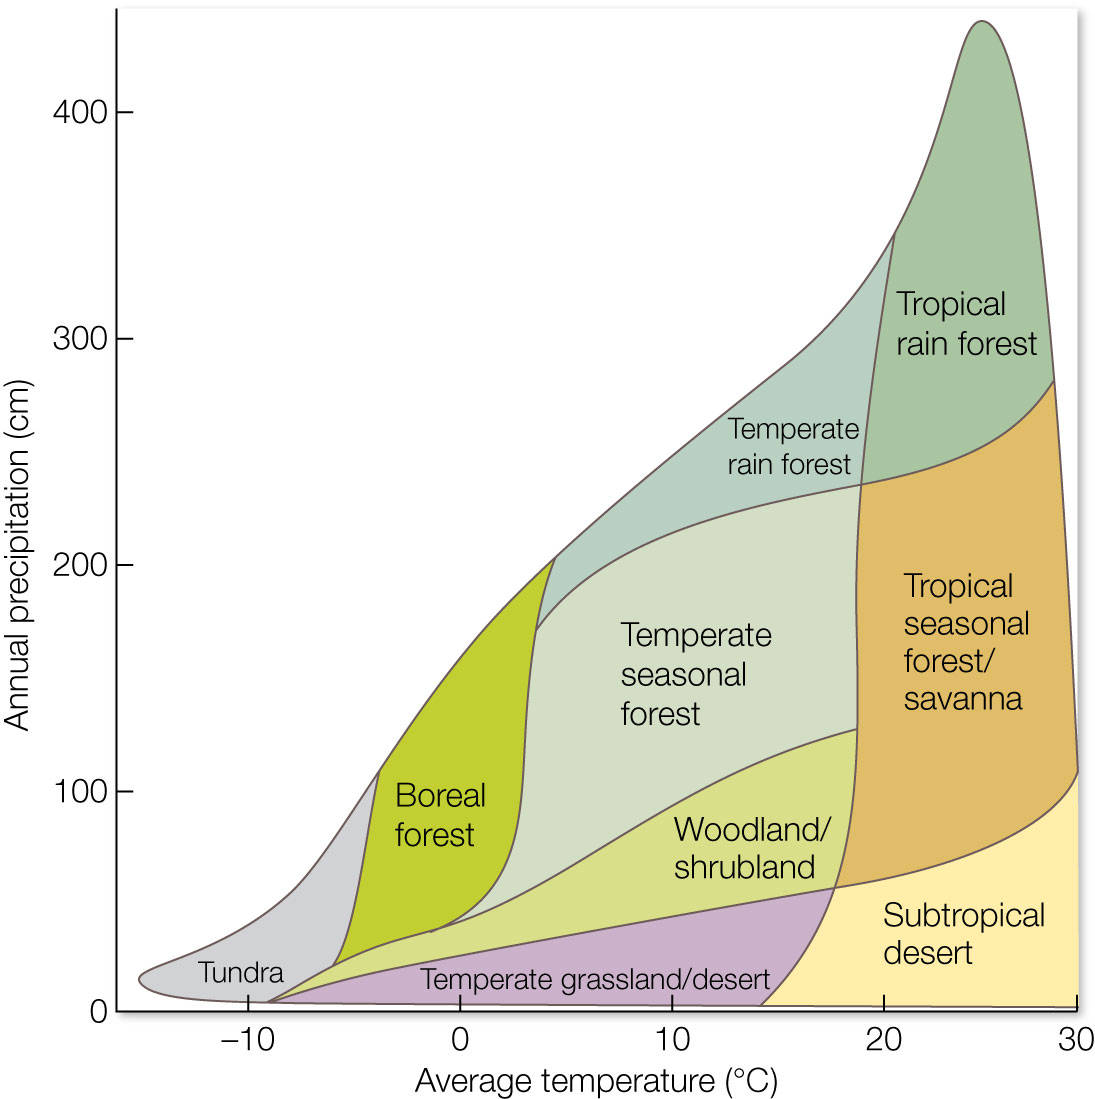 400
300
200
100
0
Annual precipitation (cm)
Tropical
rain forest
Temperate
rain forest
Tropical
seasonal
forest/
savanna
Temperate
seasonal
forest
Boreal
forest
Woodland/
shrubland
Subtropical
desert
Tundra
Temperate grassland/desert
–10
0
10
20
30
Average temperature (°C)